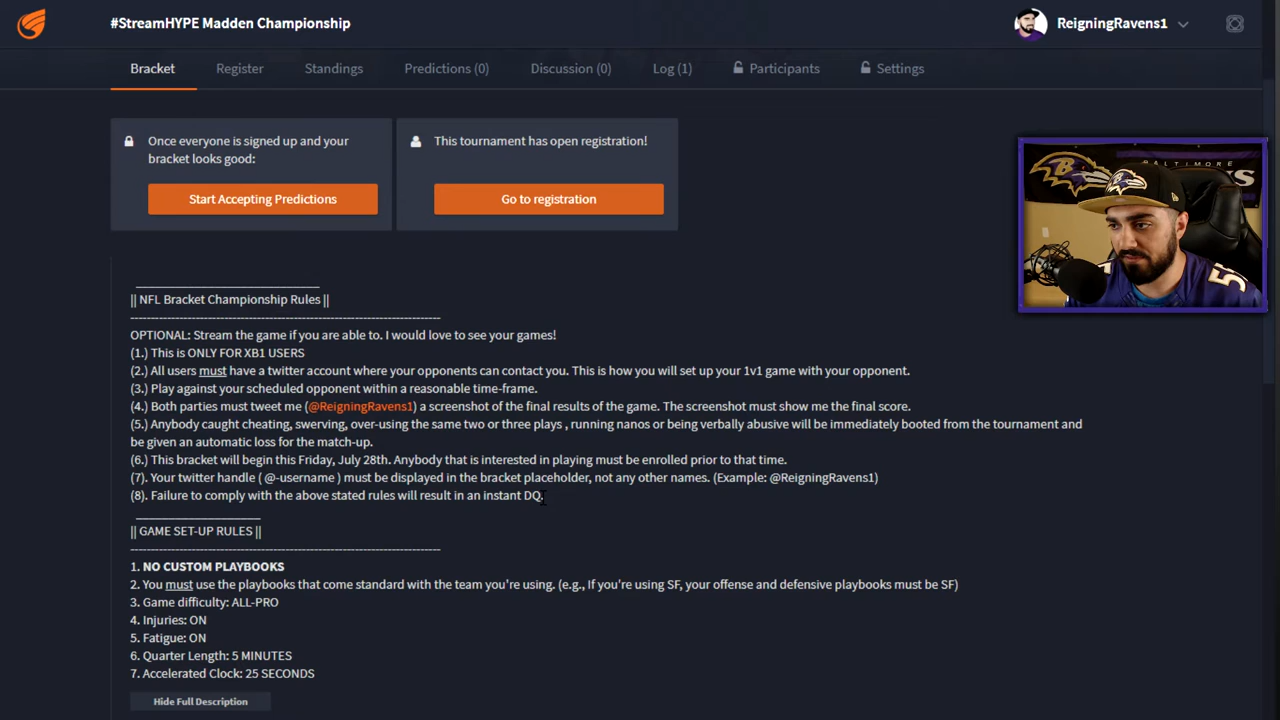 #StreamHYPE Madden Championship
ReigningRavens1
Bracket
Register
Standings
Predictions (0)
Discussion (0)
Log (1)
Participants
Settings
Once everyone is signed up and your
bracket looks good:
Start Accepting Predictions
This tournament has open registration!
Go to registration
|| NFL Bracket Championship Rules ||
OPTIONAL: Stream the game if you are able to. I would love to see your games!
(1.) This is ONLY FOR XB1 USERS
(2.) All users must have a twitter account where your opponents can contact you. This is how you will set up your 1v1 game with your opponent.
(3.) Play against your scheduled opponent within a reasonable time-frame.
(4.) Both parties must tweet me (@ReigningRavens1) a screenshot of the final results of the game. The screenshot must show me the final score.
(5.) Anybody caught cheating, swerving, over-using the same two or three plays , running nanos or being verbally abusive will be immediately booted from the tournament and
be given an automatic loss for the match-up.
(6.) This bracket will begin this Friday, July 28th. Anybody that is interested in playing must be enrolled prior to that time.
(7). Your twitter handle ( @-username ) must be displayed in the bracket placeholder, not any other names. (Example: @ReigningRavens1)
(8). Failure to comply with the above stated rules will result in an instant DQ.
|| GAME SET-UP RULES ||
1. NO CUSTOM PLAYBOOKS
2. You must use the playbooks that come standard with the team you're using. (e.g., If you're using SF, your offense and defensive playbooks must be SF)
3. Game difficulty: ALL-PRO
4. Injuries: ON
5. Fatigue: ON
6. Quarter Length: 5 MINUTES
7. Accelerated Clock: 25 SECONDS
Hide Full Description
BALTIMORE